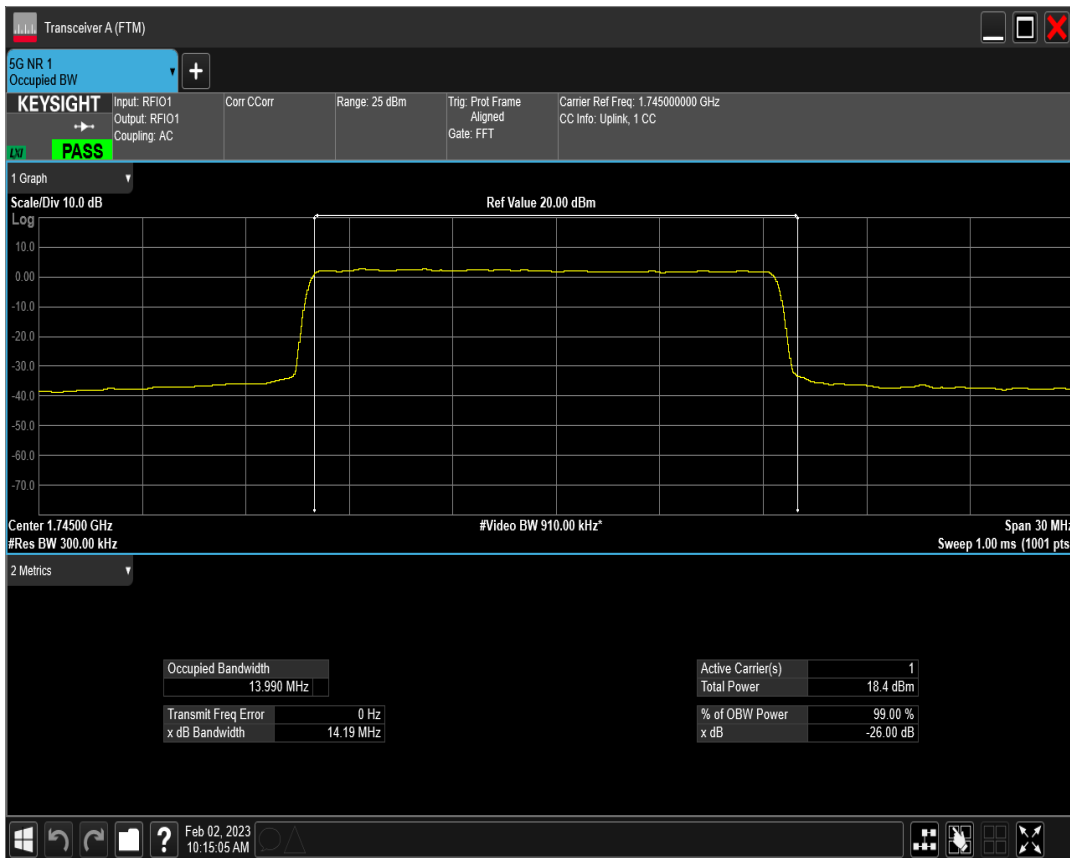 Transceiver A (FTM)
5G NR 1
Occupied BW
+
KEYSIGHT
LXI
PASS
Input: RFIO1
Output: RFIO1
Coupling: AC
Corr CCorr
Range: 25 dBm
Trig: Prot Frame
Aligned
Gate: FFT
Carrier Ref Freq: 1.745000000 GHz
CC Info: Uplink, 1 CC
1 Graph
Scale/Div 10.0 dB
Ref Value 20.00 dBm
Log
10.0
0.00
-10.0
-20.0
-30.0
-40.0
-50.0
-60.0
-70.0
Center 1.74500 GHz
#Video BW 910.00 kHz*
Span 30 MHz
#Res BW 300.00 kHz
Sweep 1.00 ms (1001 pts
2 Metrics
Occupied Bandwidth
13.990 MHz
Transmit Freq Error 0 Hz
x dB Bandwidth 14.19 MHz
Active Carrier(s) 1
Total Power 18.4 dBm
% of OBW Power 99.00 %
x dB -26.00 dB
?
Feb 02, 2023
10:15:05 AM